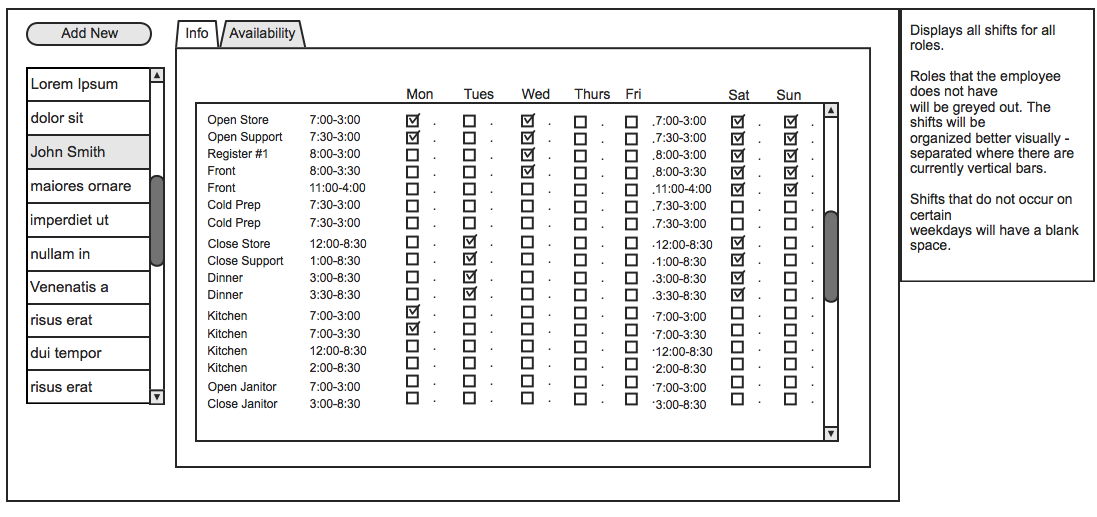 Add New
Info
Availability
Lorem Ipsum
dolor sit
John Smith
maiores ornare
imperdiet ut
nullam in
Venenatis a
risus erat
dui tempor
risus erat
Mon Tues Wed Thurs Fri Sat Sun
Open Store 7:00-3:00 7:00-3:00
Open Support 7:30-3:00 7:30-3:00
Register #1 8:00-3:00 8:00-3:00
Front 8:00-3:30 8:00-3:30
Front 11:00-4:00 11:00-4:00
Cold Prep 7:30-3:00 7:30-3:00
Cold Prep 7:30-3:00 7:30-3:00
Close Store 12:00-8:30 12:00-8:30
Close Support 1:00-8:30 1:00-8:30
Dinner 3:00-8:30 3:00-8:30
Dinner 3:30-8:30 3:30-8:30
Kitchen 7:00-3:00 7:00-3:00
Kitchen 7:00-3:30 7:00-3:30
Kitchen 12:00-8:30 12:00-8:30
Kitchen 2:00-8:30 2:00-8:30
Open Janitor 7:00-3:00 7:00-3:00
Close Janitor 3:00-8:30 3:00-8:30
Displays all shifts for all
roles.
Roles that the employee
does not have
will be greyed out. The
shifts will be
organized better visually -
separated where there are
currently vertical bars.
Shifts that do not occur on
certain
weekdays will have a blank
space.